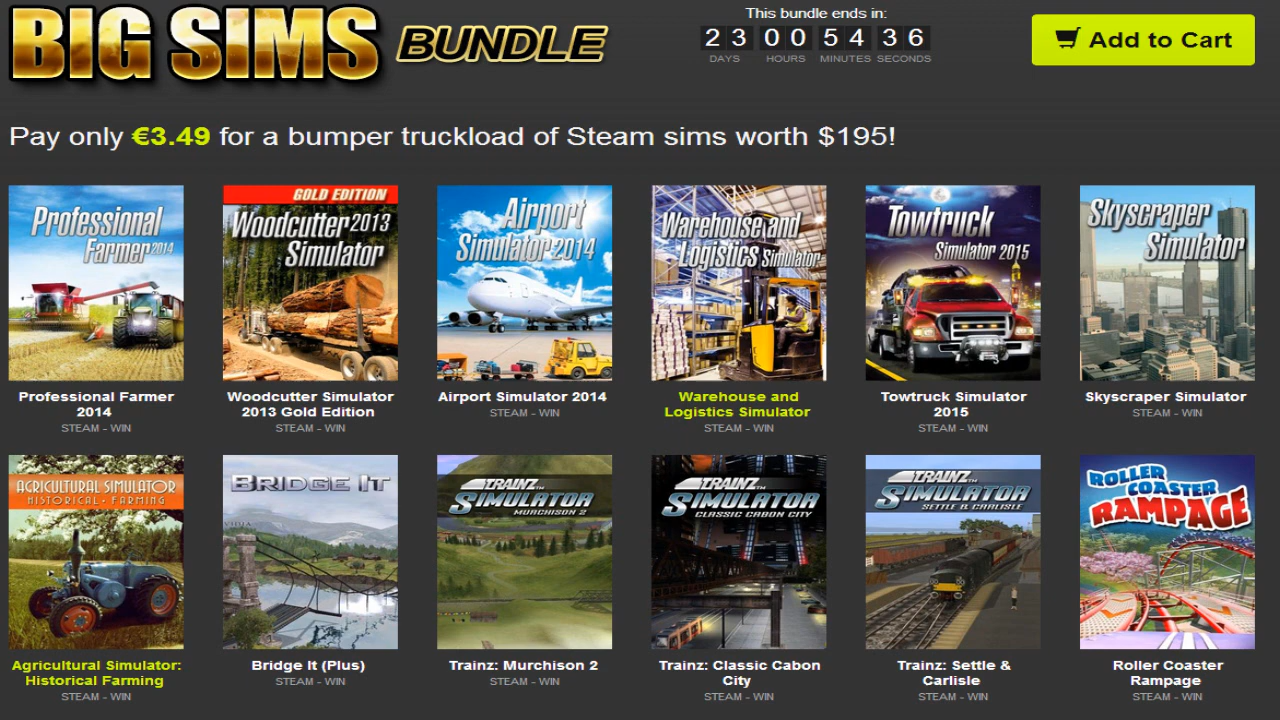 BIG SIMS BUNDLE
This bundle ends in:
23 00 54 36
DAYS HOURS MINUTES SECONDS
Add to Cart
Pay only €3.49 for a bumper truckload of Steam sims worth $195!
Professional
Farmer 2014
GOLD EDITION
Woodcutter 2013
Simulator
Airport
Simulator 2014
Warehouse and
Logistics Simulator
Towtruck
Simulator 2015
Skyscraper
Simulator
Professional Farmer
2014
STEAM - WIN
Woodcutter Simulator
2013 Gold Edition
STEAM - WIN
Airport Simulator 2014
STEAM - WIN
Warehouse and
Logistics Simulator
STEAM - WIN
Towtruck Simulator
2015
STEAM - WIN
Skyscraper Simulator
STEAM - WIN
AGRICULTURAL SIMULATOR
HISTORICAL - FARMING
BRIDGE IT
TRAINZ™
SIMULATOR
MURCHISON 2
TRAINZ™
SIMULATOR
CLASSIC CABON CITY
TRAINZ™
SIMULATOR
SETTLE & CARLISLE
ROLLER
COASTER
RAMPAGE
Agricultural Simulator:
Historical Farming
STEAM - WIN
Bridge It (Plus)
STEAM - WIN
Trainz: Murchison 2
STEAM - WIN
Trainz: Classic Cabon
City
STEAM - WIN
Trainz: Settle &
Carlisle
STEAM - WIN
Roller Coaster
Rampage
STEAM - WIN